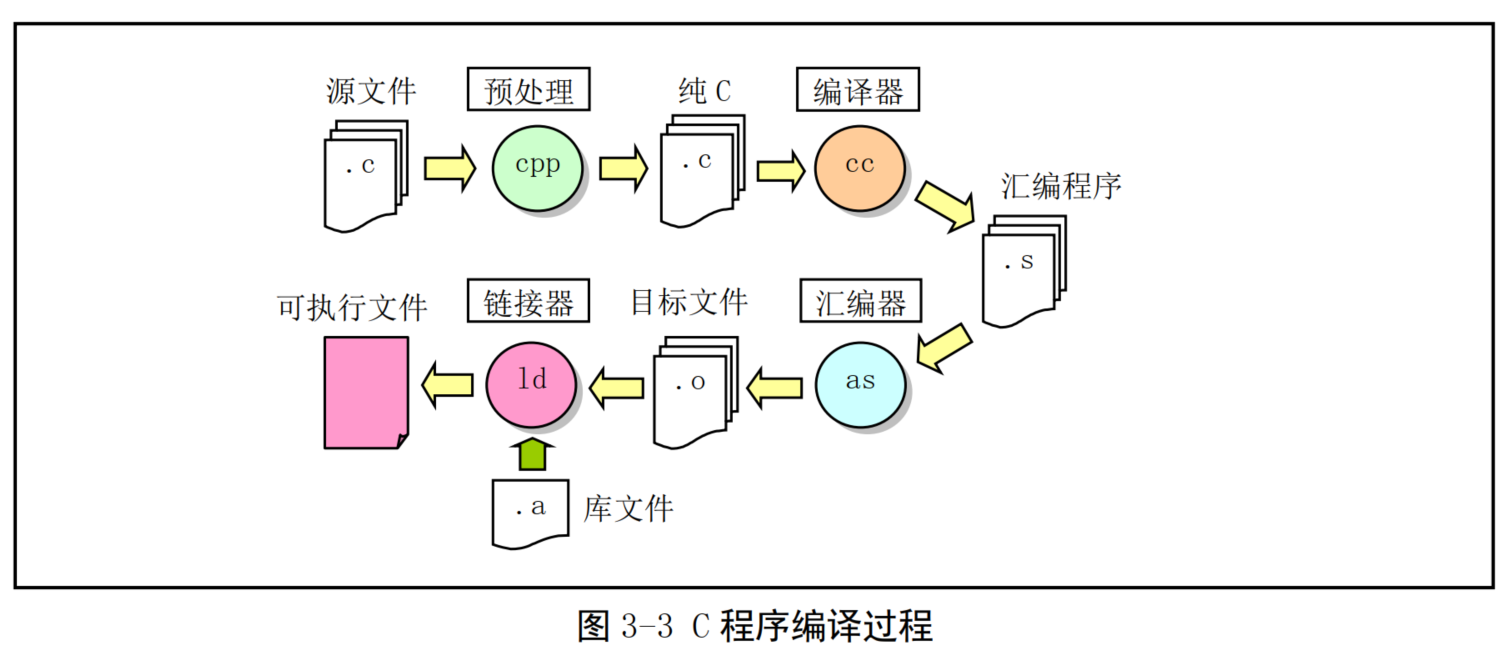 源文件
预处理
纯 C
编译器
.c
cpp
.c
cc
汇编程序
.s
可执行文件
链接器
目标文件
汇编器
ld
.o
as
.a
库文件
图 3-3 C 程序编译过程